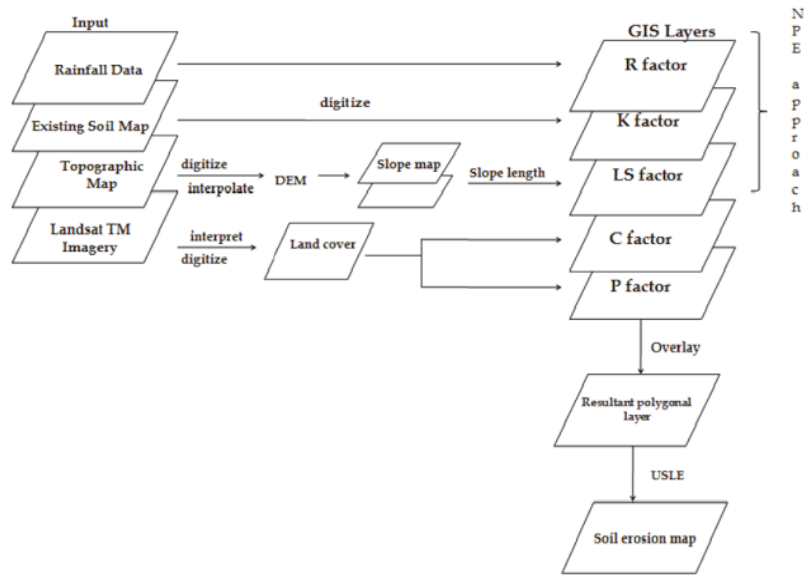 Input
Rainfall Data
Existing Soil Map
Topographic
Map
Landsat TM
Imagery
digitize
digitize
interpolate
DEM
Slope map
Slope length
interpret
digitize
Land cover
GIS Layers
R factor
K factor
LS factor
C factor
P factor
NPE approach
Overlay
Resultant polygonal
layer
USLE
Soil erosion map